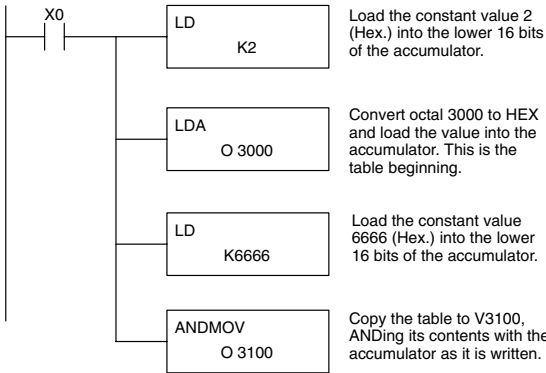 X0
LD
K2
Load the constant value 2
(Hex.) into the lower 16 bits
of the accumulator.
LDA
O 3000
Convert octal 3000 to HEX
and load the value into the
accumulator. This is the
table beginning.
LD
K6666
Load the constant value
6666 (Hex.) into the lower
16 bits of the accumulator.
ANDMOV
O 3100
Copy the table to V3100,
ANDing its contents with the
accumulator as it is written.